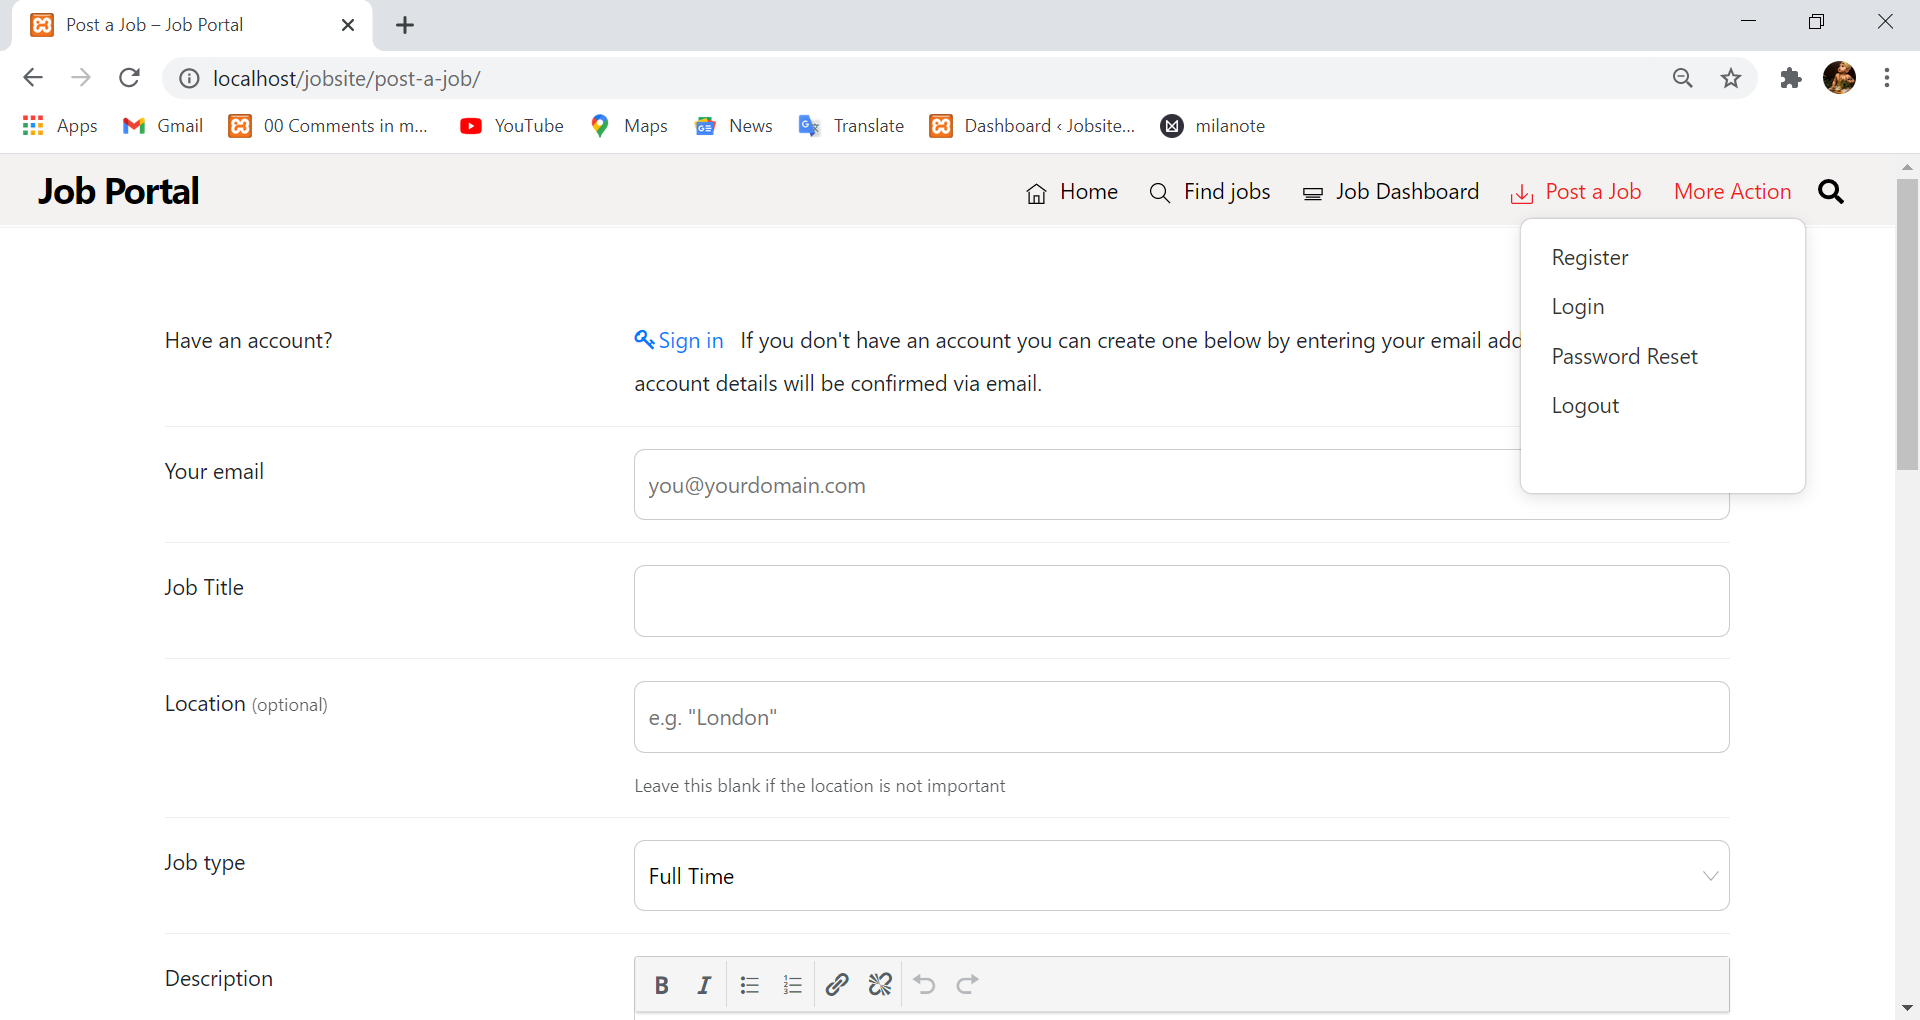 Post a Job – Job Portal
localhost/jobsite/post-a-job/
Apps Gmail 00 Comments in m... YouTube Maps News Translate Dashboard ‹ Jobsite... milanote
Job Portal Home Find jobs Job Dashboard Post a Job More Action
Register
Login
Password Reset
Logout
Have an account? Sign in If you don't have an account you can create one below by entering your email add
account details will be confirmed via email.
Your email you@yourdomain.com
Job Title
Location (optional) e.g. "London"
Leave this blank if the location is not important
Job type Full Time
Description B I